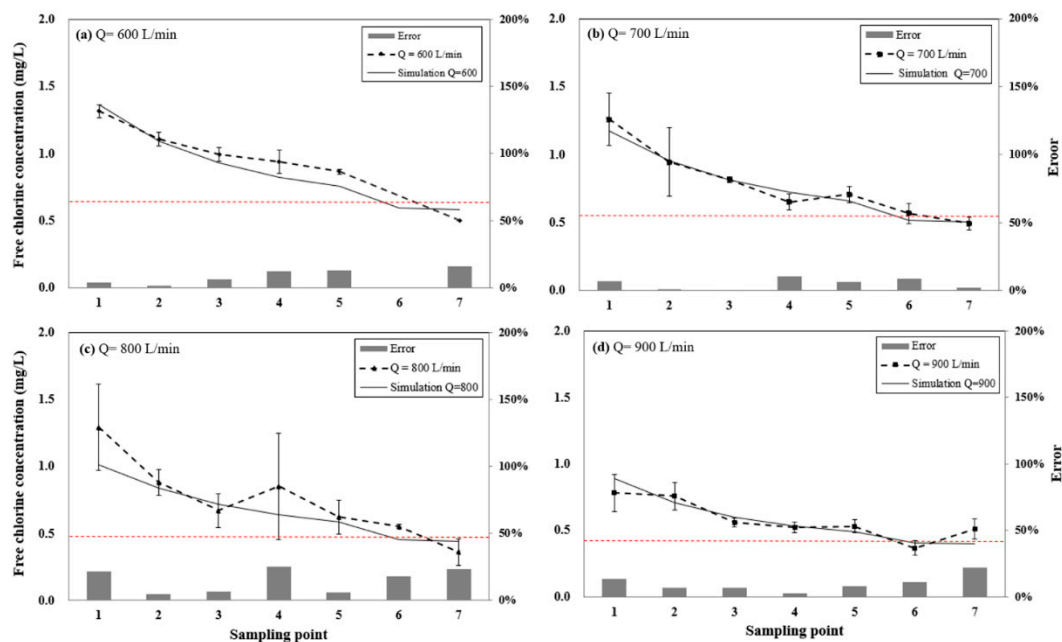 (a) Q= 600 L/min
Error
Q = 600 L/min
Simulation Q=600
Free chlorine concentration (mg/L)
2.0
1.5
1.0
0.5
0.0
200%
150%
100%
50%
0%
1 2 3 4 5 6 7
(b) Q= 700 L/min
Error
Q = 700 L/min
Simulation Q=700
2.0
1.5
1.0
0.5
0.0
200%
150%
100%
50%
0%
Eroor
1 2 3 4 5 6 7
(c) Q= 800 L/min
Error
Q = 800 L/min
Simulation Q=800
Free chlorine concentration (mg/L)
2.0
1.5
1.0
0.5
0.0
200%
150%
100%
50%
0%
1 2 3 4 5 6 7
Sampling point
(d) Q= 900 L/min
Error
Q = 900 L/min
Simulation Q=900
2.0
1.5
1.0
0.5
0.0
200%
150%
100%
50%
0%
Error
1 2 3 4 5 6 7
Sampling point